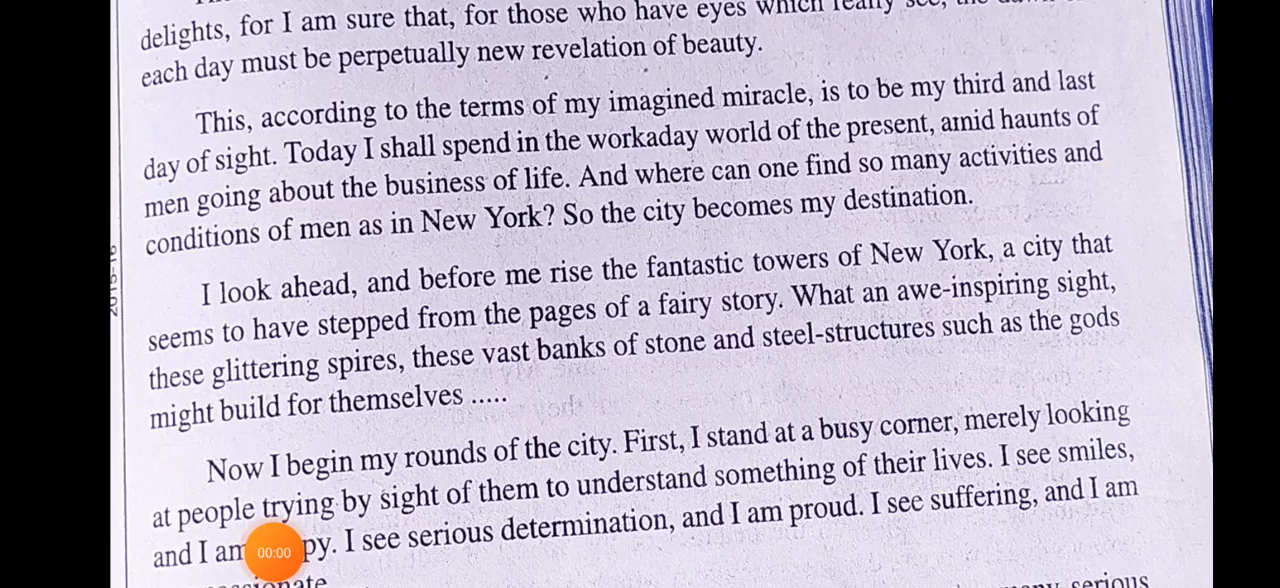 delights, for I am sure that, for those who have eyes which really see, the
each day must be perpetually new revelation of beauty.
This, according to the terms of my imagined miracle, is to be my third and last
day of sight. Today I shall spend in the workaday world of the present, amid haunts of
men going about the business of life. And where can one find so many activities and
conditions of men as in New York? So the city becomes my destination.
2015-16
I look ahead, and before me rise the fantastic towers of New York, a city that
seems to have stepped from the pages of a fairy story. What an awe-inspiring sight,
these glittering spires, these vast banks of stone and steel-structures such as the gods
might build for themselves .....
Now I begin my rounds of the city. First, I stand at a busy corner, merely looking
at people trying by sight of them to understand something of their lives. I see smiles,
and I am py. I see serious determination, and I am proud. I see suffering, and I am
00:00
serious